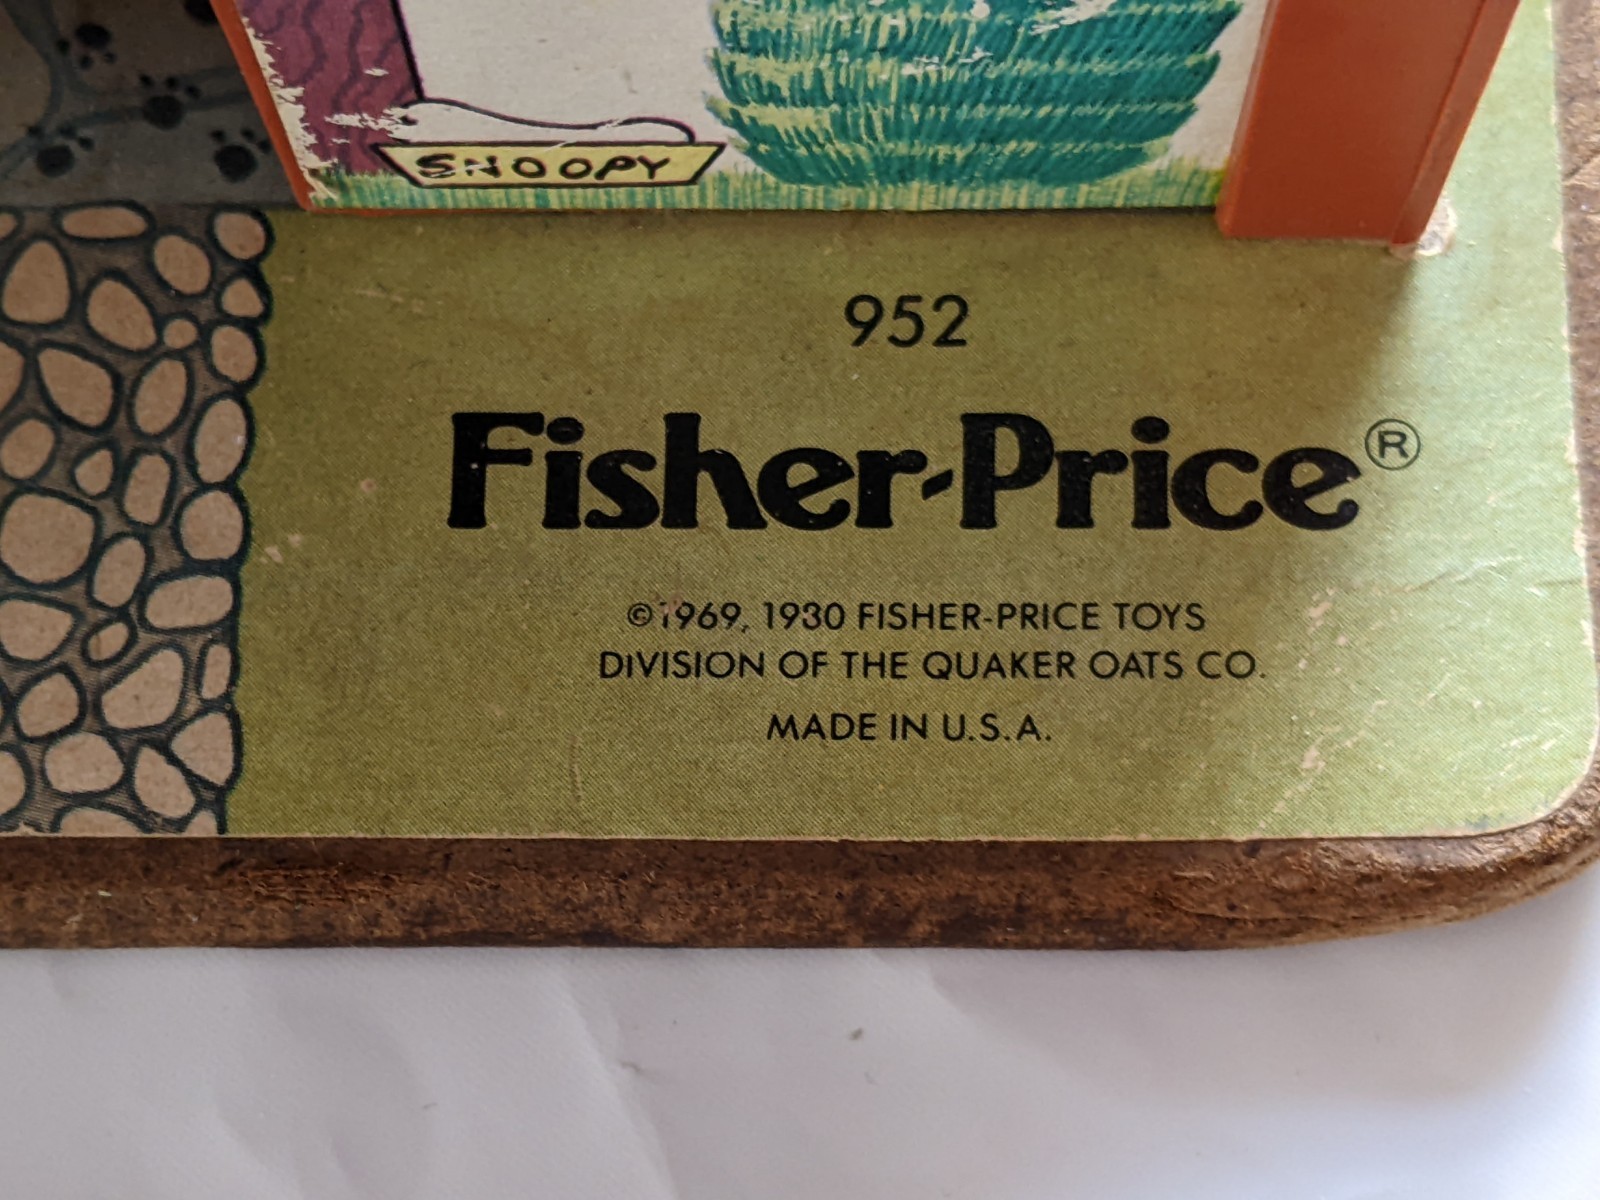 SNOOPY
952
Fisher-Price®
©1969, 1930 FISHER-PRICE TOYS
DIVISION OF THE QUAKER OATS CO.
MADE IN U.S.A.